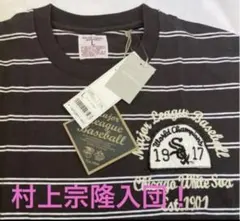 Major League
Baseball
Major League Baseball
World Champions
19 SOX 17
Chicago White Sox
Est. 1901
村上宗隆入団